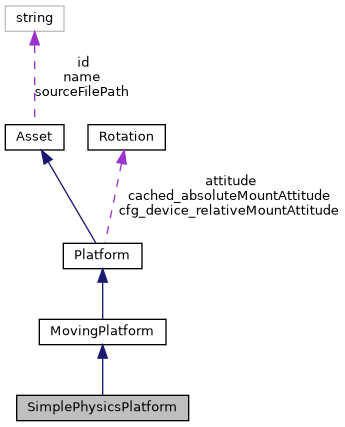 string
id
name
sourceFilePath
Asset
Rotation
attitude
cached_absoluteMountAttitude
cfg_device_relativeMountAttitude
Platform
MovingPlatform
SimplePhysicsPlatform